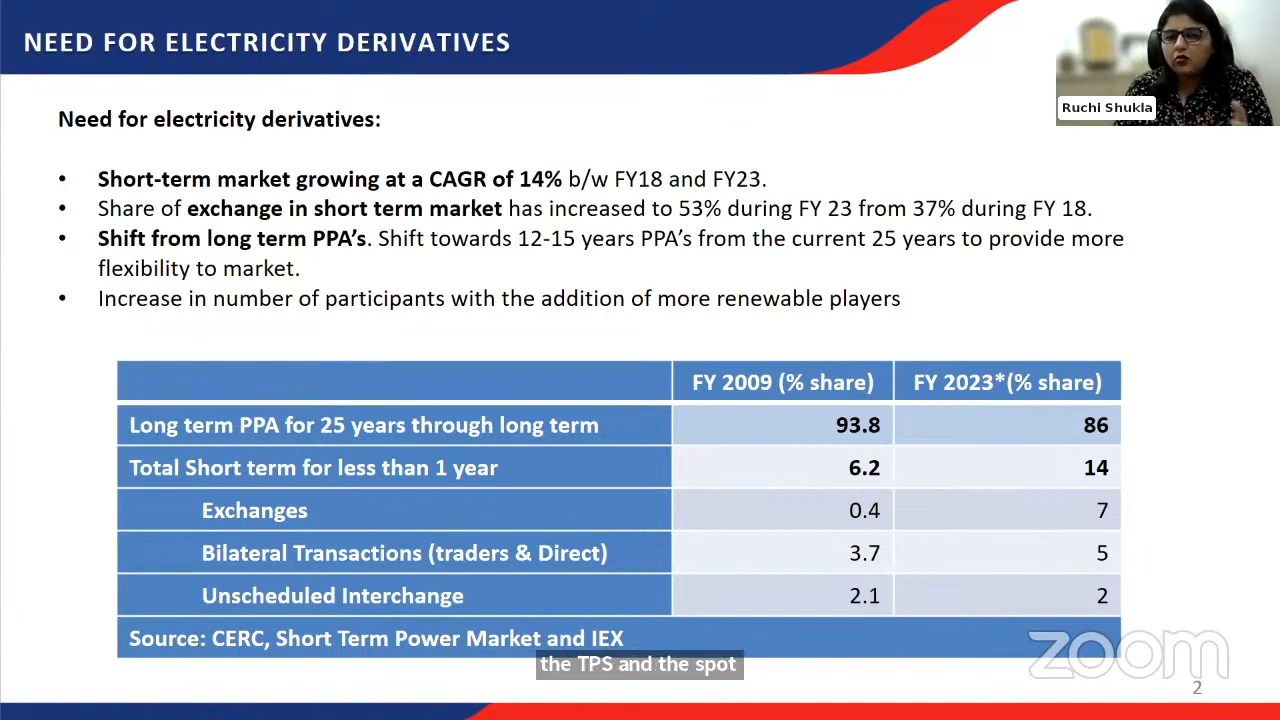 NEED FOR ELECTRICITY DERIVATIVES
Ruchi Shukla
Need for electricity derivatives:
• Short-term market growing at a CAGR of 14% b/w FY18 and FY23.
• Share of exchange in short term market has increased to 53% during FY 23 from 37% during FY 18.
• Shift from long term PPA’s. Shift towards 12-15 years PPA’s from the current 25 years to provide more
flexibility to market.
• Increase in number of participants with the addition of more renewable players
FY 2009 (% share) FY 2023*(% share)
Long term PPA for 25 years through long term 93.8 86
Total Short term for less than 1 year 6.2 14
Exchanges 0.4 7
Bilateral Transactions (traders & Direct) 3.7 5
Unscheduled Interchange 2.1 2
Source: CERC, Short Term Power Market and IEX
the TPS and the spot
zoom
2